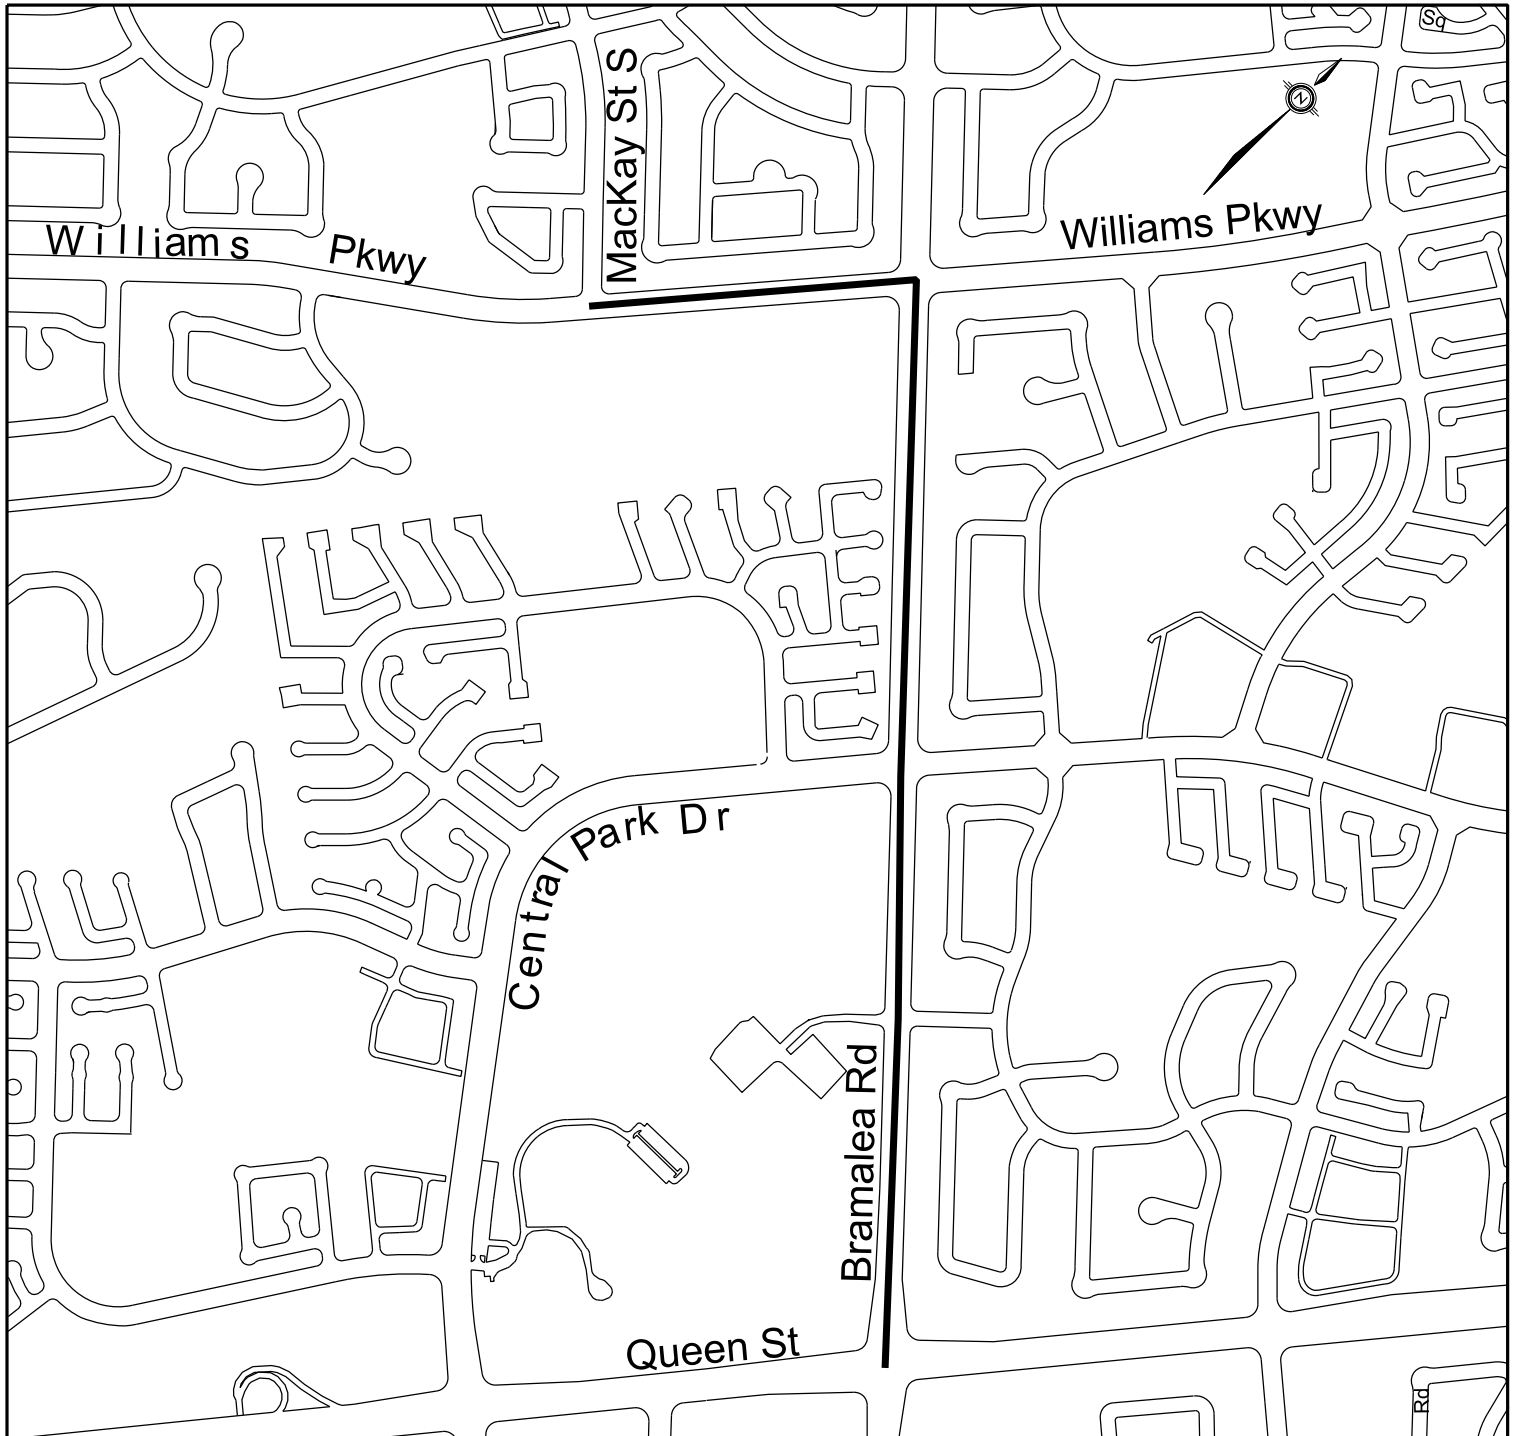 Sq
MacKay St S
N
Williams Pkwy
Williams Pkwy
Central Park Dr
Bramalea Rd
Queen St
Rd